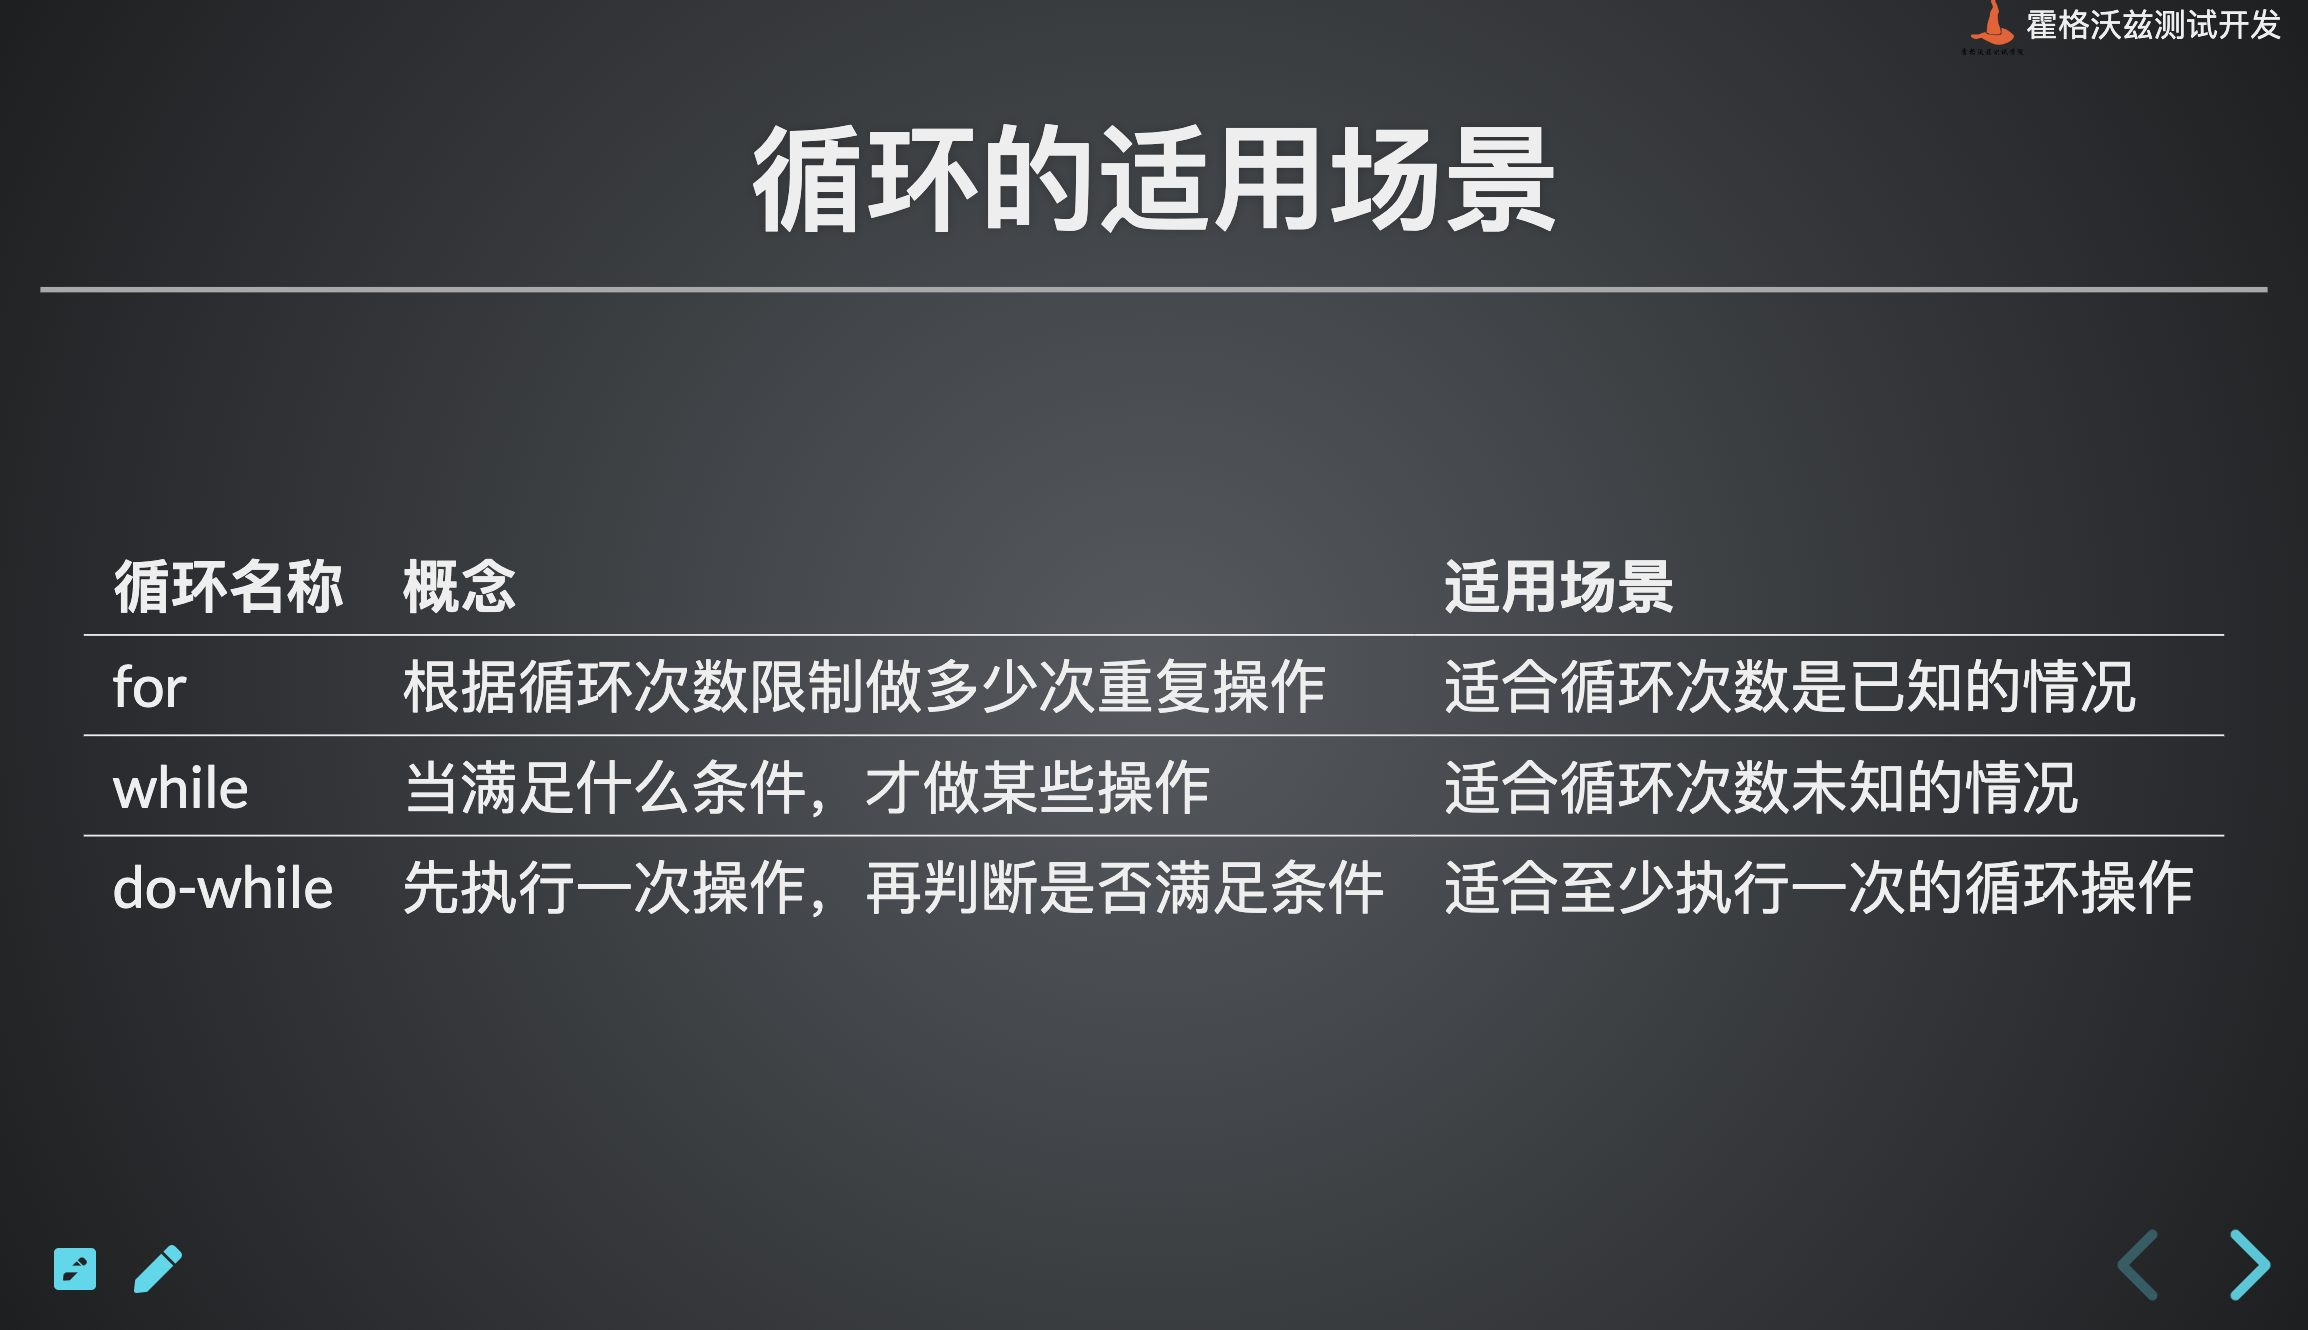 霍格沃兹测试开发
循环的适用场景
循环名称 概念 适用场景
for 根据循环次数限制做多少次重复操作 适合循环次数是已知的情况
while 当满足什么条件，才做某些操作 适合循环次数未知的情况
do-while 先执行一次操作，再判断是否满足条件 适合至少执行一次的循环操作